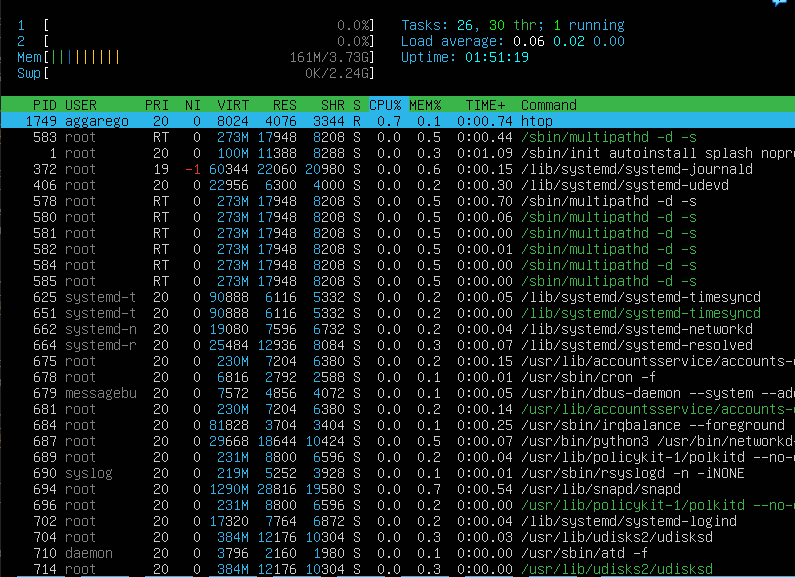 1 [ 0.0%] Tasks: 26, 30 thr; 1 running
2 [ 0.0%] Load average: 0.06 0.02 0.00
Mem[||||||||| 161M/3.73G] Uptime: 01:51:19
Swp[ 0K/2.24G]
PID USER PRI NI VIRT RES SHR S CPU% MEM% TIME+ Command
1749 aggarego 20 0 8024 4076 3344 R 0.7 0.1 0:00.74 htop
583 root RT 0 273M 17948 8208 S 0.0 0.5 0:00.44 /sbin/multipathd -d -s
1 root 20 0 100M 11388 8288 S 0.0 0.3 0:01.09 /sbin/init autoinstall splash nopro
372 root 19 -1 60344 22060 20980 S 0.0 0.6 0:00.15 /lib/systemd/systemd-journald
406 root 20 0 22956 6300 4000 S 0.0 0.2 0:00.30 /lib/systemd/systemd-udevd
578 root RT 0 273M 17948 8208 S 0.0 0.5 0:00.70 /sbin/multipathd -d -s
580 root RT 0 273M 17948 8208 S 0.0 0.5 0:00.06 /sbin/multipathd -d -s
581 root RT 0 273M 17948 8208 S 0.0 0.5 0:00.00 /sbin/multipathd -d -s
582 root RT 0 273M 17948 8208 S 0.0 0.5 0:00.01 /sbin/multipathd -d -s
584 root RT 0 273M 17948 8208 S 0.0 0.5 0:00.00 /sbin/multipathd -d -s
585 root RT 0 273M 17948 8208 S 0.0 0.5 0:00.00 /sbin/multipathd -d -s
625 systemd-t 20 0 90888 6116 5332 S 0.0 0.2 0:00.05 /lib/systemd/systemd-timesyncd
651 systemd-t 20 0 90888 6116 5332 S 0.0 0.2 0:00.00 /lib/systemd/systemd-timesyncd
662 systemd-n 20 0 19080 7596 6732 S 0.0 0.2 0:00.04 /lib/systemd/systemd-networkd
664 systemd-r 20 0 25484 12936 8084 S 0.0 0.3 0:00.07 /lib/systemd/systemd-resolved
675 root 20 0 230M 7204 6380 S 0.0 0.2 0:00.15 /usr/lib/accountsservice/accounts-
678 root 20 0 6816 2792 2588 S 0.0 0.1 0:00.01 /usr/sbin/cron -f
679 messagebu 20 0 7572 4856 4072 S 0.0 0.1 0:00.05 /usr/bin/dbus-daemon --system --ad
681 root 20 0 230M 7204 6380 S 0.0 0.2 0:00.14 /usr/lib/accountsservice/accounts-
684 root 20 0 81828 3704 3404 S 0.0 0.1 0:00.25 /usr/sbin/irqbalance --foreground
687 root 20 0 29668 18644 10424 S 0.0 0.5 0:00.07 /usr/bin/python3 /usr/bin/networkd-
689 root 20 0 231M 8800 6596 S 0.0 0.2 0:00.04 /usr/lib/policykit-1/polkitd --no-
690 syslog 20 0 219M 5252 3928 S 0.0 0.1 0:00.01 /usr/sbin/rsyslogd -n -iNONE
694 root 20 0 1290M 28816 19580 S 0.0 0.7 0:00.54 /usr/lib/snapd/snapd
696 root 20 0 231M 8800 6596 S 0.0 0.2 0:00.00 /usr/lib/policykit-1/polkitd --no-
702 root 20 0 17320 7764 6872 S 0.0 0.2 0:00.04 /lib/systemd/systemd-logind
704 root 20 0 384M 12176 10304 S 0.0 0.3 0:00.03 /usr/lib/udisks2/udisksd
710 daemon 20 0 3796 2160 1980 S 0.0 0.1 0:00.00 /usr/sbin/atd -f
714 root 20 0 384M 12176 10304 S 0.0 0.3 0:00.00 /usr/lib/udisks2/udisksd